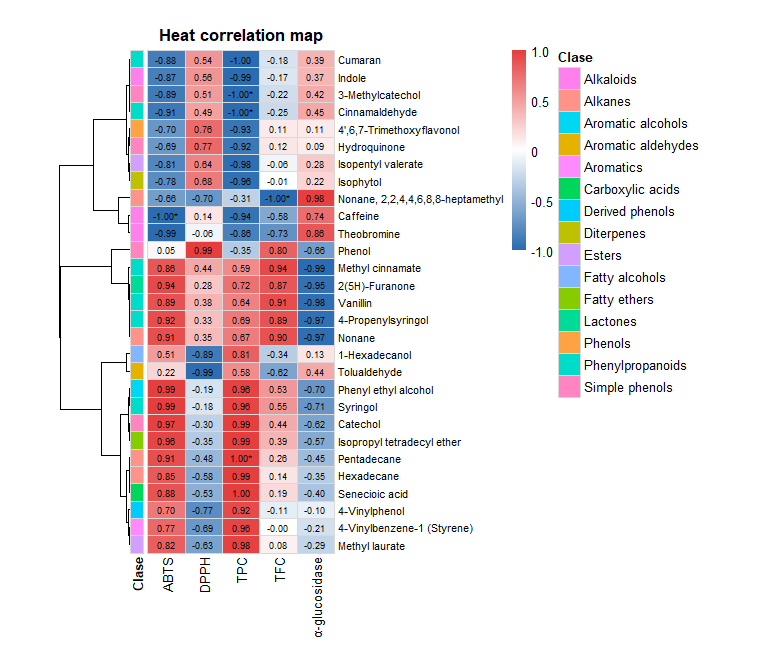 Heat correlation map
-0.88 0.54 -1.00 -0.18 0.39 Cumaran
-0.87 0.56 -0.99 -0.17 0.37 Indole
-0.89 0.51 -1.00* -0.22 0.42 3-Methylcatechol
-0.91 0.49 -1.00* -0.25 0.45 Cinnamaldehyde
-0.70 0.76 -0.93 0.11 0.11 4',6,7-Trimethoxyflavonol
-0.69 0.77 -0.92 0.12 0.09 Hydroquinone
-0.81 0.64 -0.98 -0.06 0.28 Isopentyl valerate
-0.78 0.68 -0.96 -0.01 0.22 Isophytol
-0.66 -0.70 -0.31 -1.00* 0.98 Nonane, 2,2,4,4,6,8,8-heptamethyl
-1.00* 0.14 -0.94 -0.58 0.74 Caffeine
-0.99 -0.06 -0.86 -0.73 0.86 Theobromine
0.05 0.99 -0.35 0.80 -0.66 Phenol
0.86 0.44 0.59 0.94 -0.99 Methyl cinnamate
0.94 0.28 0.72 0.87 -0.95 2(5H)-Furanone
0.89 0.38 0.64 0.91 -0.98 Vanillin
0.92 0.33 0.69 0.89 -0.97 4-Propenylsyringol
0.91 0.35 0.67 0.90 -0.97 Nonane
0.51 -0.89 0.81 -0.34 0.13 1-Hexadecanol
0.22 -0.99 0.58 -0.62 0.44 Tolualdehyde
0.99 -0.19 0.96 0.53 -0.70 Phenyl ethyl alcohol
0.99 -0.18 0.96 0.55 -0.71 Syringol
0.97 -0.30 0.99 0.44 -0.62 Catechol
0.96 -0.35 0.99 0.39 -0.57 Isopropyl tetradecyl ether
0.91 -0.48 1.00* 0.26 -0.45 Pentadecane
0.85 -0.58 0.99 0.14 -0.35 Hexadecane
0.88 -0.53 1.00 0.19 -0.40 Senecioic acid
0.70 -0.77 0.92 -0.11 -0.10 4-Vinylphenol
0.77 -0.69 0.96 -0.00 -0.21 4-Vinylbenzene-1 (Styrene)
0.82 -0.63 0.98 0.08 -0.29 Methyl laurate
Clase ABTS DPPH TPC TFC α-glucosidase
1.0
0.5
0
-0.5
-1.0
Clase
Alkaloids
Alkanes
Aromatic alcohols
Aromatic aldehydes
Aromatics
Carboxylic acids
Derived phenols
Diterpenes
Esters
Fatty alcohols
Fatty ethers
Lactones
Phenols
Phenylpropanoids
Simple phenols